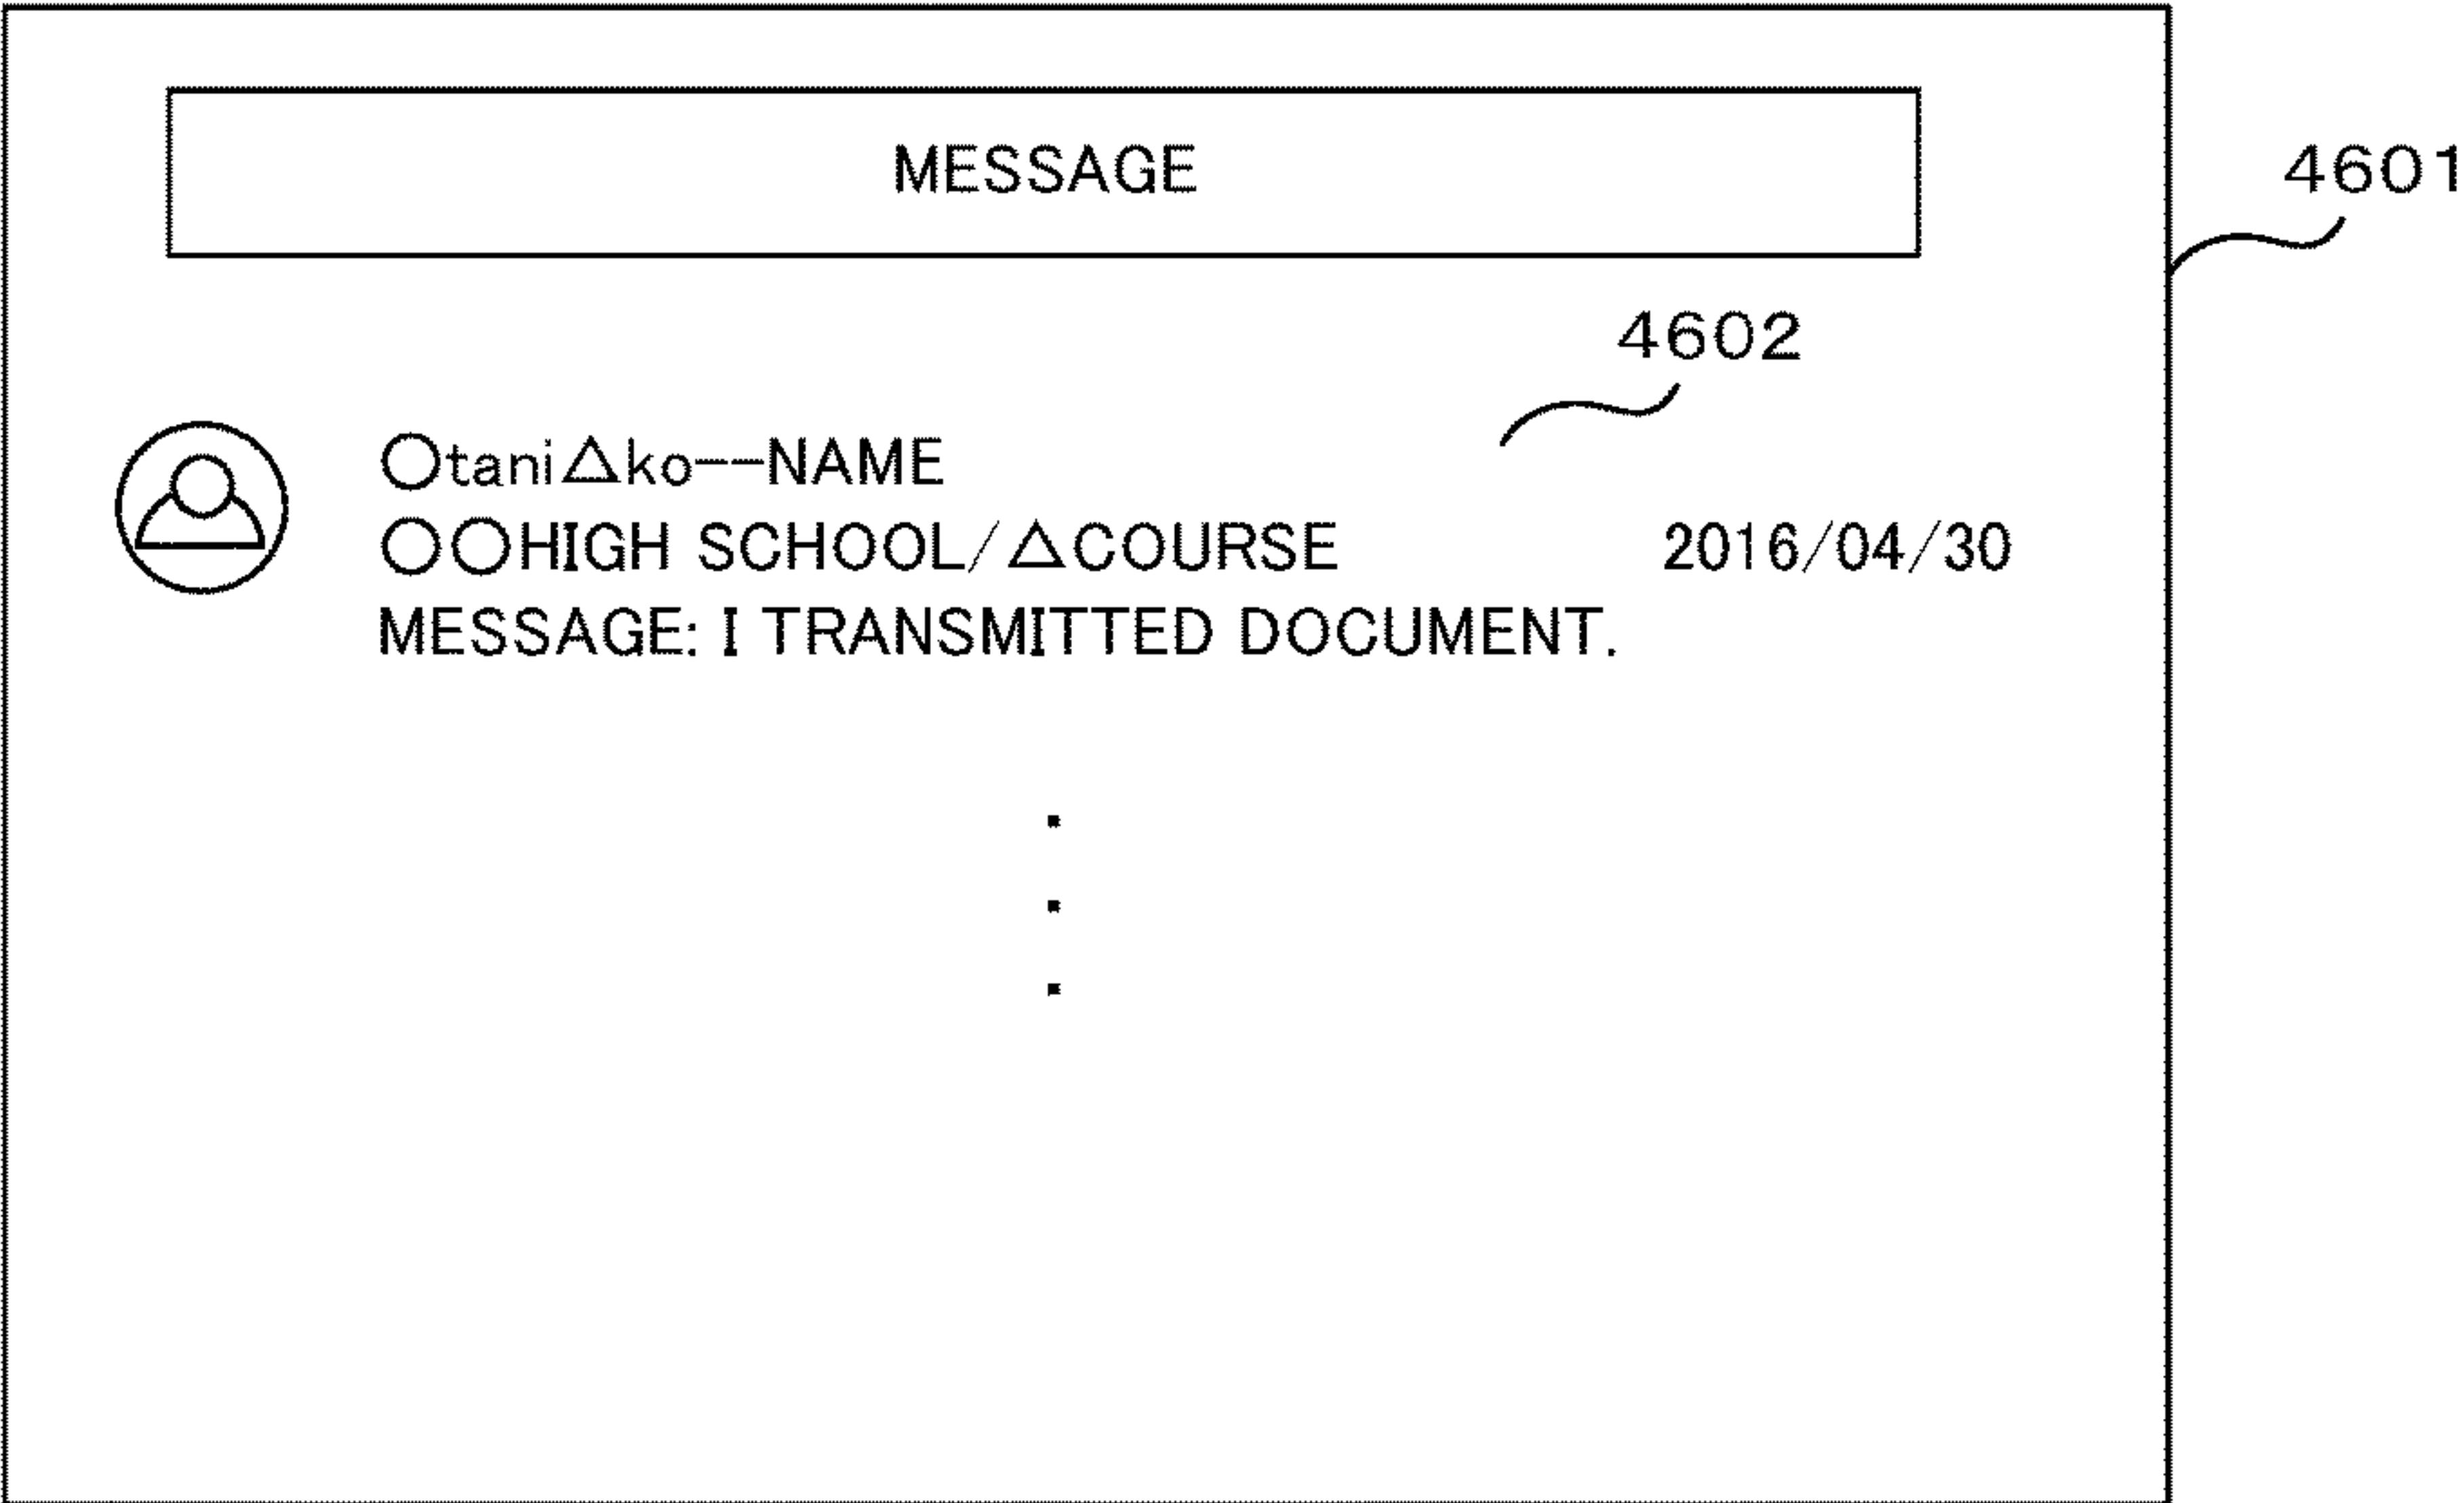 MESSAGE
4601
4602
○tani△ko--NAME
○○HIGH SCHOOL/△COURSE 2016/04/30
MESSAGE: I TRANSMITTED DOCUMENT.